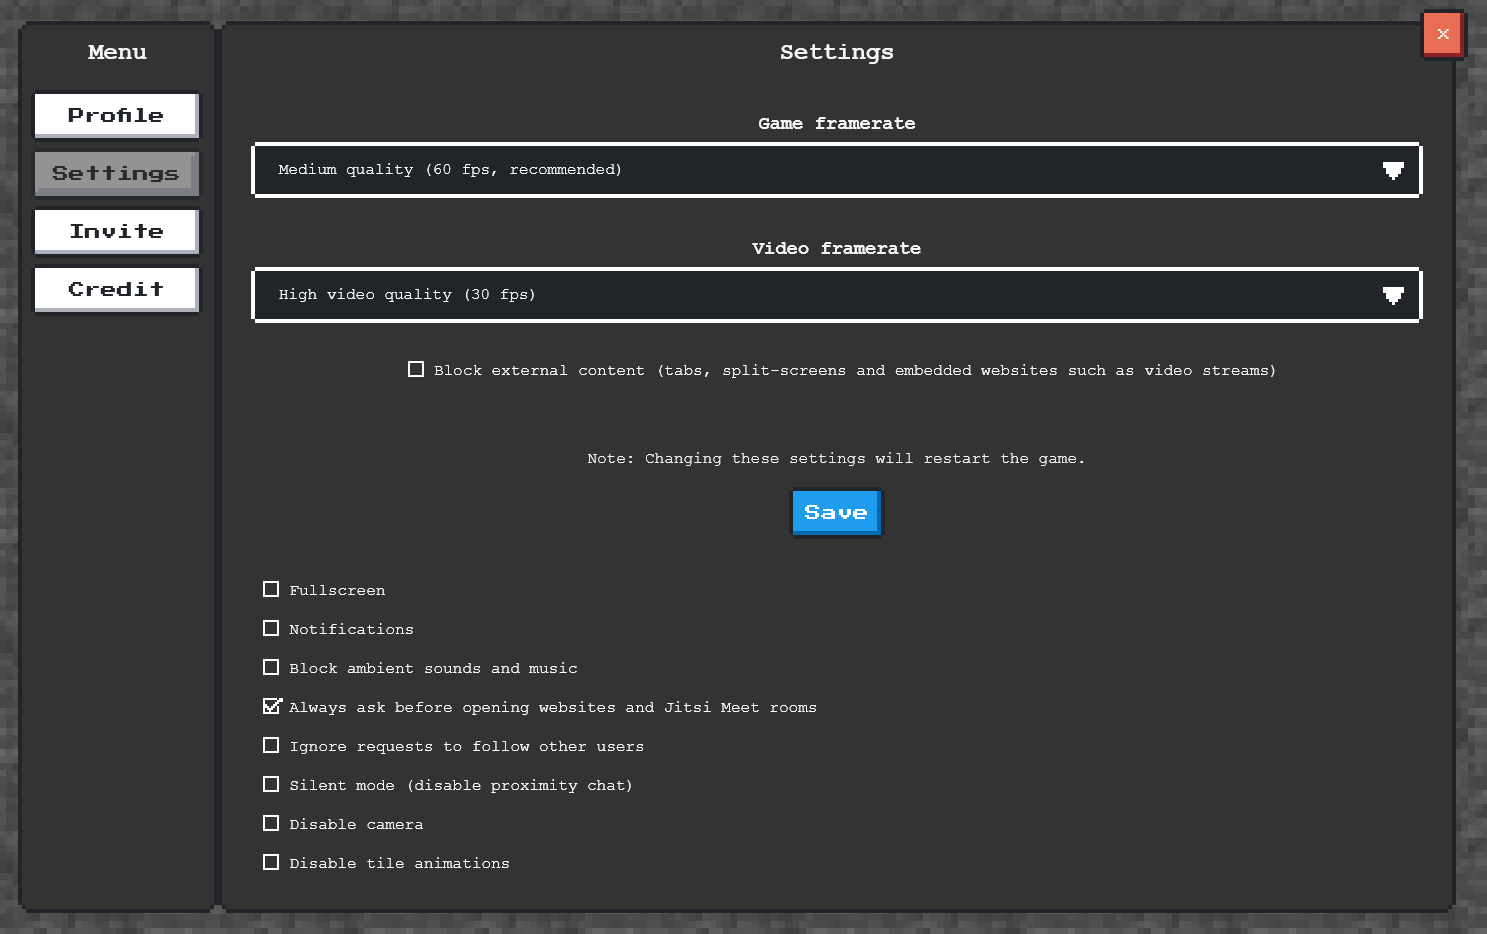 Menu
Profile
Settings
Invite
Credit
Settings
×
Game framerate
Medium quality (60 fps, recommended)
Video framerate
High video quality (30 fps)
Block external content (tabs, split-screens and embedded websites such as video streams)
Note: Changing these settings will restart the game.
Save
Fullscreen
Notifications
Block ambient sounds and music
Always ask before opening websites and Jitsi Meet rooms
Ignore requests to follow other users
Silent mode (disable proximity chat)
Disable camera
Disable tile animations